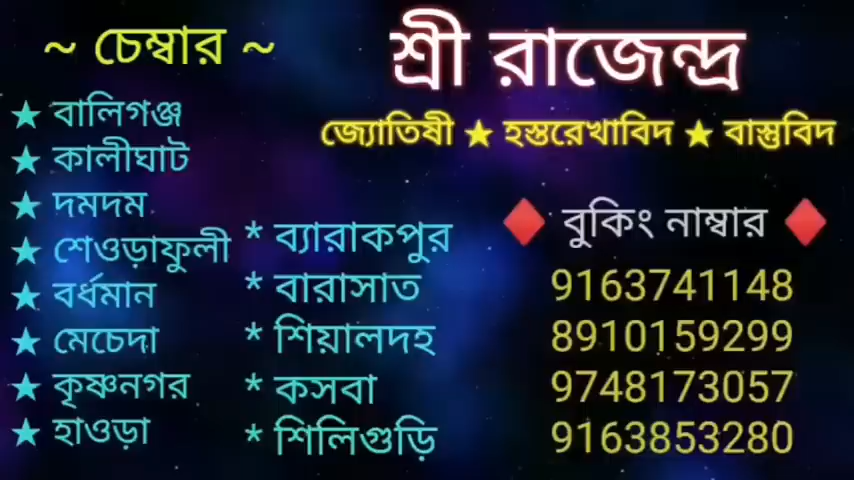 ~ চেম্বার ~
★ বালিগঞ্জ
★ কালীঘাট
★ দমদম
★ শেওড়াফুলী
★ বর্ধমান
★ মেচেদা
★ কৃষ্ণনগর
★ হাওড়া
* ব্যারাকপুর
* বারাসাত
* শিয়ালদহ
* কসবা
* শিলিগুড়ি
শ্রী রাজেন্দ্র
জ্যোতিষী ★ হস্তরেখাবিদ ★ বাস্তুবিদ
♦ বুকিং নাম্বার ♦
9163741148
8910159299
9748173057
9163853280